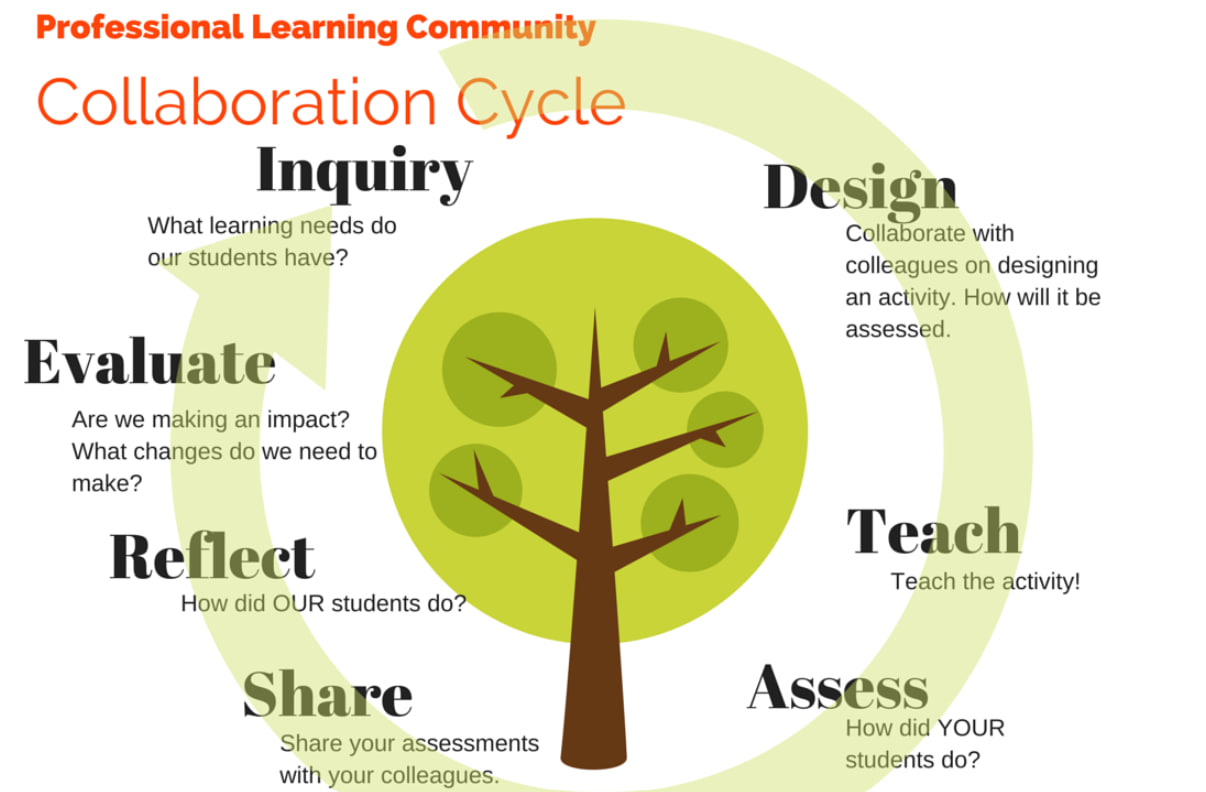 Professional Learning Community
Collaboration Cycle
Inquiry
What learning needs do
our students have?
Design
Collaborate with
colleagues on designing
an activity. How will it be
assessed.
Teach
Teach the activity!
Assess
How did YOUR
students do?
Share
Share your assessments
with your colleagues.
Reflect
How did OUR students do?
Evaluate
Are we making an impact?
What changes do we need to
make?